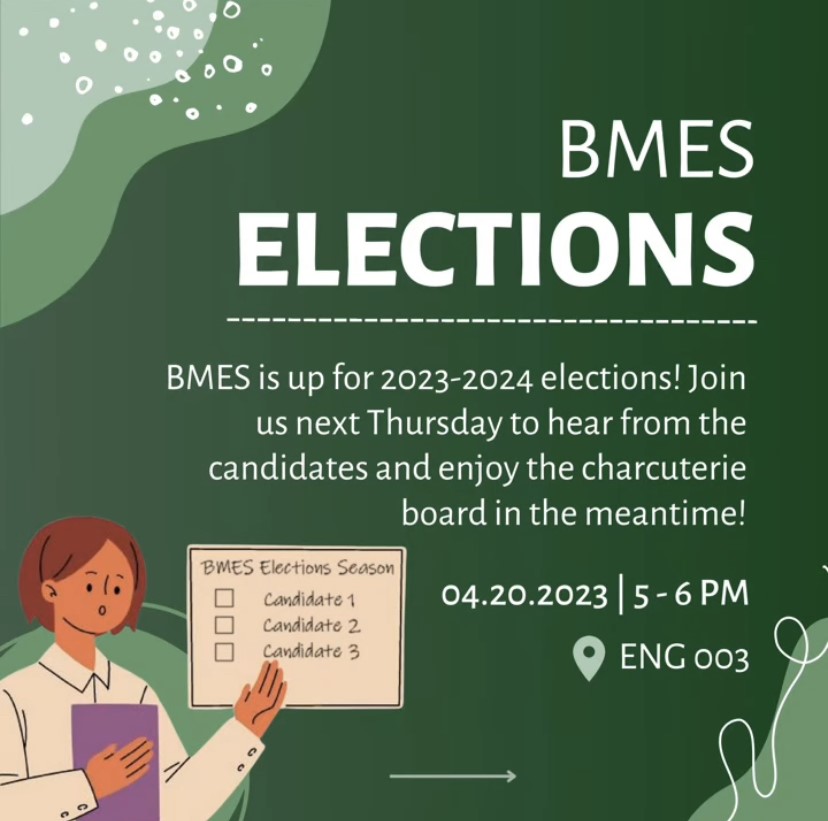 BMES
ELECTIONS
BMES is up for 2023-2024 elections! Join
us next Thursday to hear from the
candidates and enjoy the charcuterie
board in the meantime!
BMES Elections Season
Candidate 1
Candidate 2
Candidate 3
04.20.2023 | 5 - 6 PM
ENG 003